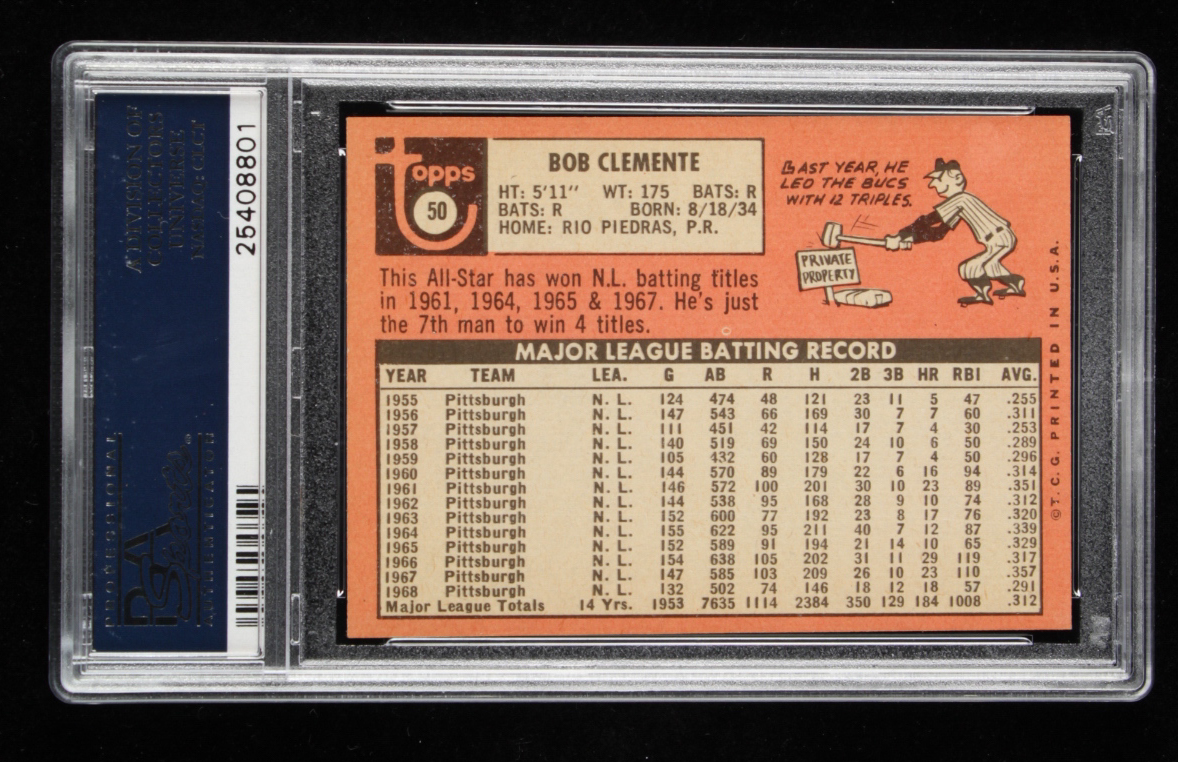 A DIVISION OF
COLLECTORS
UNIVERSE
NASDAQ: CLCT
25408801
PSA
PROFESSIONAL
AUTHENTICATOR
topps
50
BOB CLEMENTE
HT: 5'11" WT: 175 BATS: R
BATS: R BORN: 8/18/34
HOME: RIO PIEDRAS, P.R.
LAST YEAR, HE
LED THE BUCS
WITH 12 TRIPLES.
PRIVATE
PROPERTY
This All-Star has won N.L. batting titles
in 1961, 1964, 1965 & 1967. He's just
the 7th man to win 4 titles.
MAJOR LEAGUE BATTING RECORD
YEAR TEAM LEA. G AB R H 2B 3B HR RBI AVG.
1955 Pittsburgh N. L. 124 474 48 121 23 11 5 47 .255
1956 Pittsburgh N. L. 147 543 66 169 30 7 7 60 .311
1957 Pittsburgh N. L. 111 451 42 114 17 7 4 30 .253
1958 Pittsburgh N. L. 140 519 69 150 24 10 6 50 .289
1959 Pittsburgh N. L. 105 432 60 128 17 7 4 50 .296
1960 Pittsburgh N. L. 144 570 89 179 22 6 16 94 .314
1961 Pittsburgh N. L. 146 572 100 201 30 10 23 89 .351
1962 Pittsburgh N. L. 144 538 95 168 28 9 10 74 .312
1963 Pittsburgh N. L. 152 600 77 192 23 8 17 76 .320
1964 Pittsburgh N. L. 155 622 95 211 40 7 12 87 .339
1965 Pittsburgh N. L. 152 589 91 194 21 14 10 65 .329
1966 Pittsburgh N. L. 154 638 105 202 31 11 29 119 .317
1967 Pittsburgh N. L. 147 585 103 209 26 10 23 110 .357
1968 Pittsburgh N. L. 132 502 74 146 18 12 18 57 .291
Major League Totals 14 Yrs. 1953 7635 1114 2384 350 129 184 1008 .312
©T.C.G. PRINTED IN U.S.A.